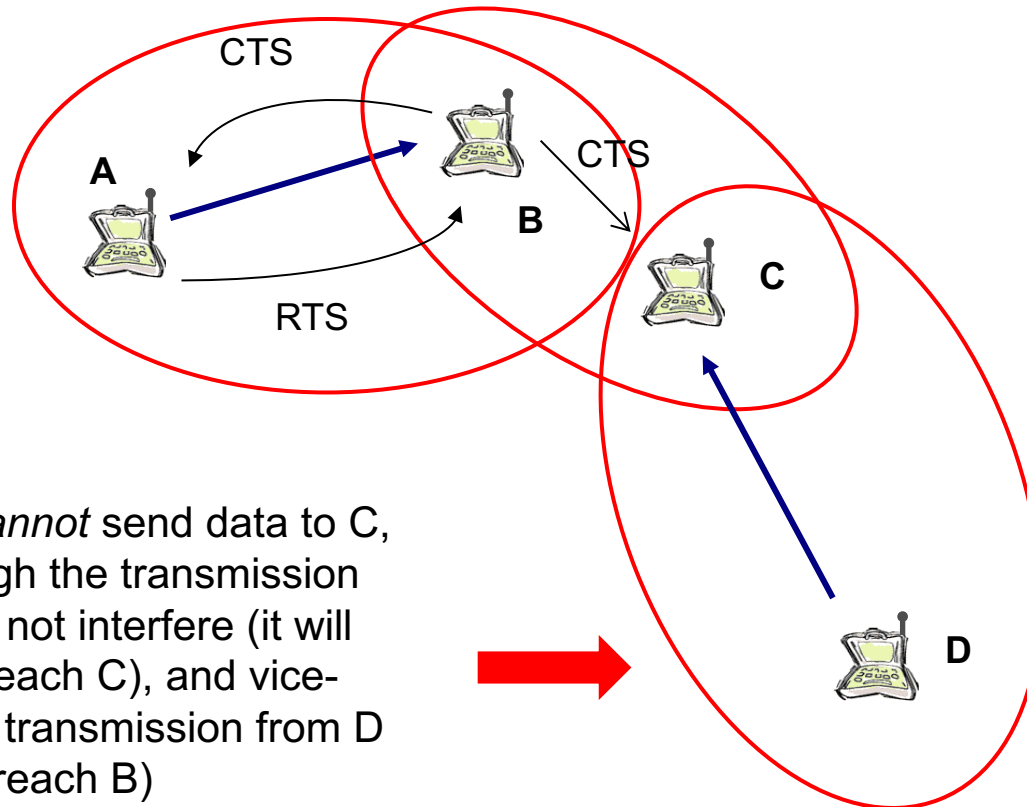 CTS
CTS
A
B
C
RTS
annot send data to C,
gh the transmission
not interfere (it will
each C), and vice-
transmission from D
reach B)
D